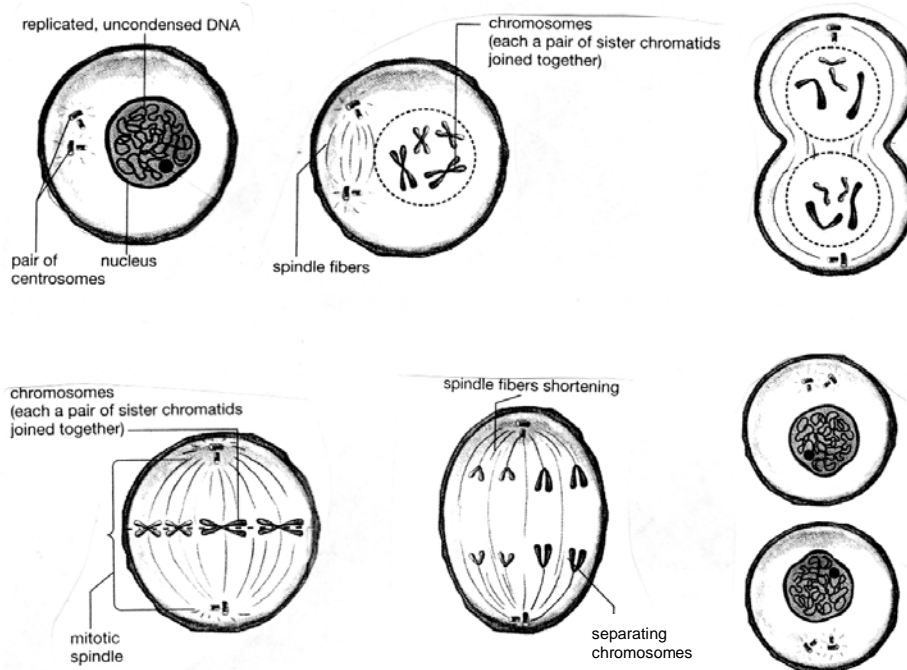 replicated, uncondensed DNA
pair of
centrosomes
nucleus
chromosomes
(each a pair of sister chromatids
joined together)
spindle fibers
chromosomes
(each a pair of sister chromatids
joined together)
mitotic
spindle
spindle fibers shortening
separating
chromosomes